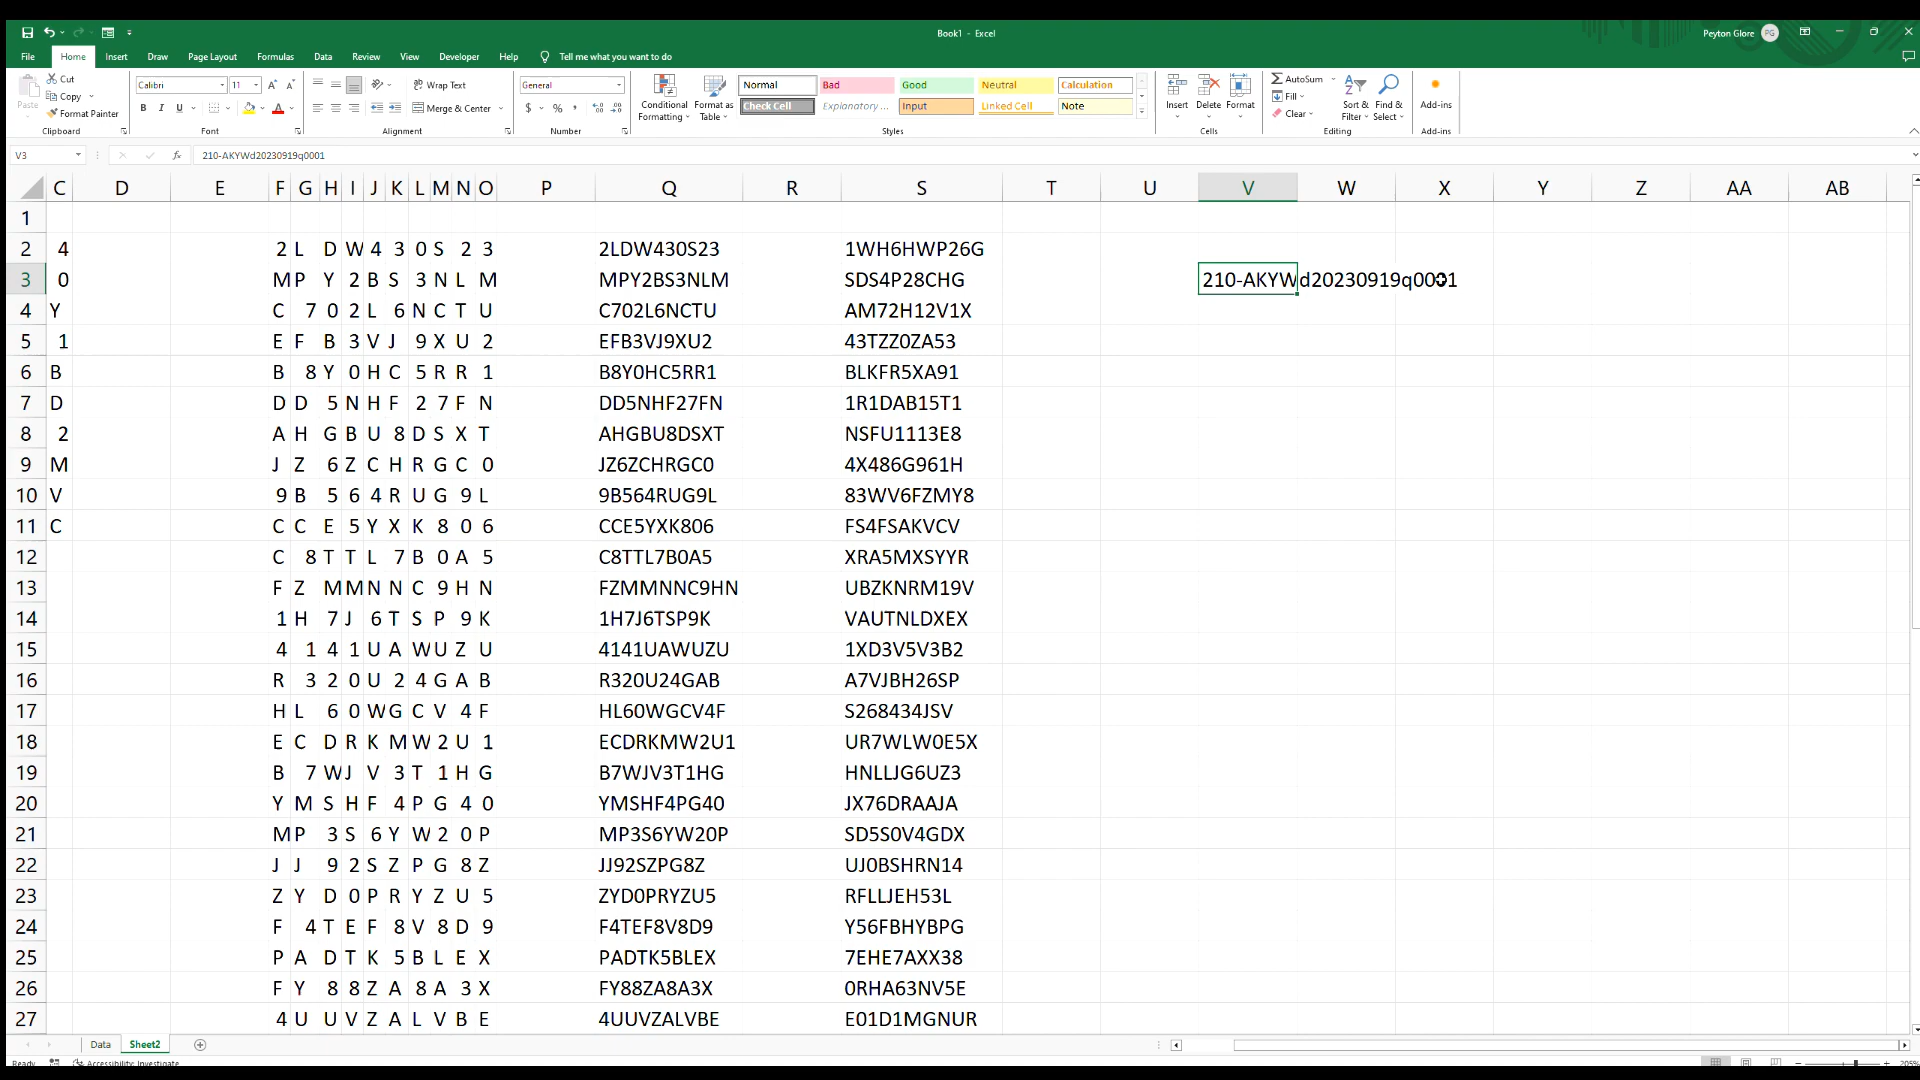 Book1 - Excel
Peyton Glore PG
File Home Insert Draw Page Layout Formulas Data Review View Developer Help Tell me what you want to do
Paste Cut Copy Format Painter Clipboard
Calibri 11 A A B I U A Font
Wrap Text Merge & Center Alignment
General $ % , Number
Conditional Formatting Format as Table
Normal Bad Good Neutral Calculation
Check Cell Explanatory ... Input Linked Cell Note
Styles
Insert Delete Format Cells
AutoSum Fill Clear Sort & Filter Find & Select Editing
Add-ins Add-ins
V3 fx 210-AKYWd20230919q0001
C D E F G H I J K L M N O P Q R S T U V W X Y Z AA AB
1
2 4 2 L D W 4 3 0 S 2 3 2LDW430S23 1WH6HWP26G
3 0 M P Y 2 B S 3 N L M MPY2BS3NLM SDS4P28CHG 210-AKYWd20230919q0001
4 Y C 7 0 2 L 6 N C T U C702L6NCTU AM72H12V1X
5 1 E F B 3 V J 9 X U 2 EFB3VJ9XU2 43TZZ0ZA53
6 B B 8 Y 0 H C 5 R R 1 B8Y0HC5RR1 BLKFR5XA91
7 D D D 5 N H F 2 7 F N DD5NHF27FN 1R1DAB15T1
8 2 A H G B U 8 D S X T AHGBU8DSXT NSFU1113E8
9 M J Z 6 Z C H R G C 0 JZ6ZCHRGC0 4X486G961H
10 V 9 B 5 6 4 R U G 9 L 9B564RUG9L 83WV6FZMY8
11 C C C E 5 Y X K 8 0 6 CCE5YXK806 FS4FSAKVCV
12 C 8 T T L 7 B 0 A 5 C8TTL7B0A5 XRA5MXSYYR
13 F Z M M N N C 9 H N FZMMNNC9HN UBZKNRM19V
14 1 H 7 J 6 T S P 9 K 1H7J6TSP9K VAUTNLDXEX
15 4 1 4 1 U A W U Z U 4141UAWUZU 1XD3V5V3B2
16 R 3 2 0 U 2 4 G A B R320U24GAB A7VJBH26SP
17 H L 6 0 W G C V 4 F HL60WGCV4F S268434JSV
18 E C D R K M W 2 U 1 ECDRKMW2U1 UR7WLW0E5X
19 B 7 W J V 3 T 1 H G B7WJV3T1HG HNLLJG6UZ3
20 Y M S H F 4 P G 4 0 YMSHF4PG40 JX76DRAAJA
21 M P 3 S 6 Y W 2 0 P MP3S6YW20P SD5S0V4GDX
22 J J 9 2 S Z P G 8 Z JJ92SZPG8Z UJ0BSHRN14
23 Z Y D 0 P R Y Z U 5 ZYD0PRYZU5 RFLLJEH53L
24 F 4 T E F 8 V 8 D 9 F4TEF8V8D9 Y56FBHYBPG
25 P A D T K 5 B L E X PADTK5BLEX 7EHE7AXX38
26 F Y 8 8 Z A 8 A 3 X FY88ZA8A3X 0RHA63NV5E
27 4 U U V Z A L V B E 4UUVZALVBE E01D1MGNUR
Data Sheet2
Ready Accessibility: Investigate 205%